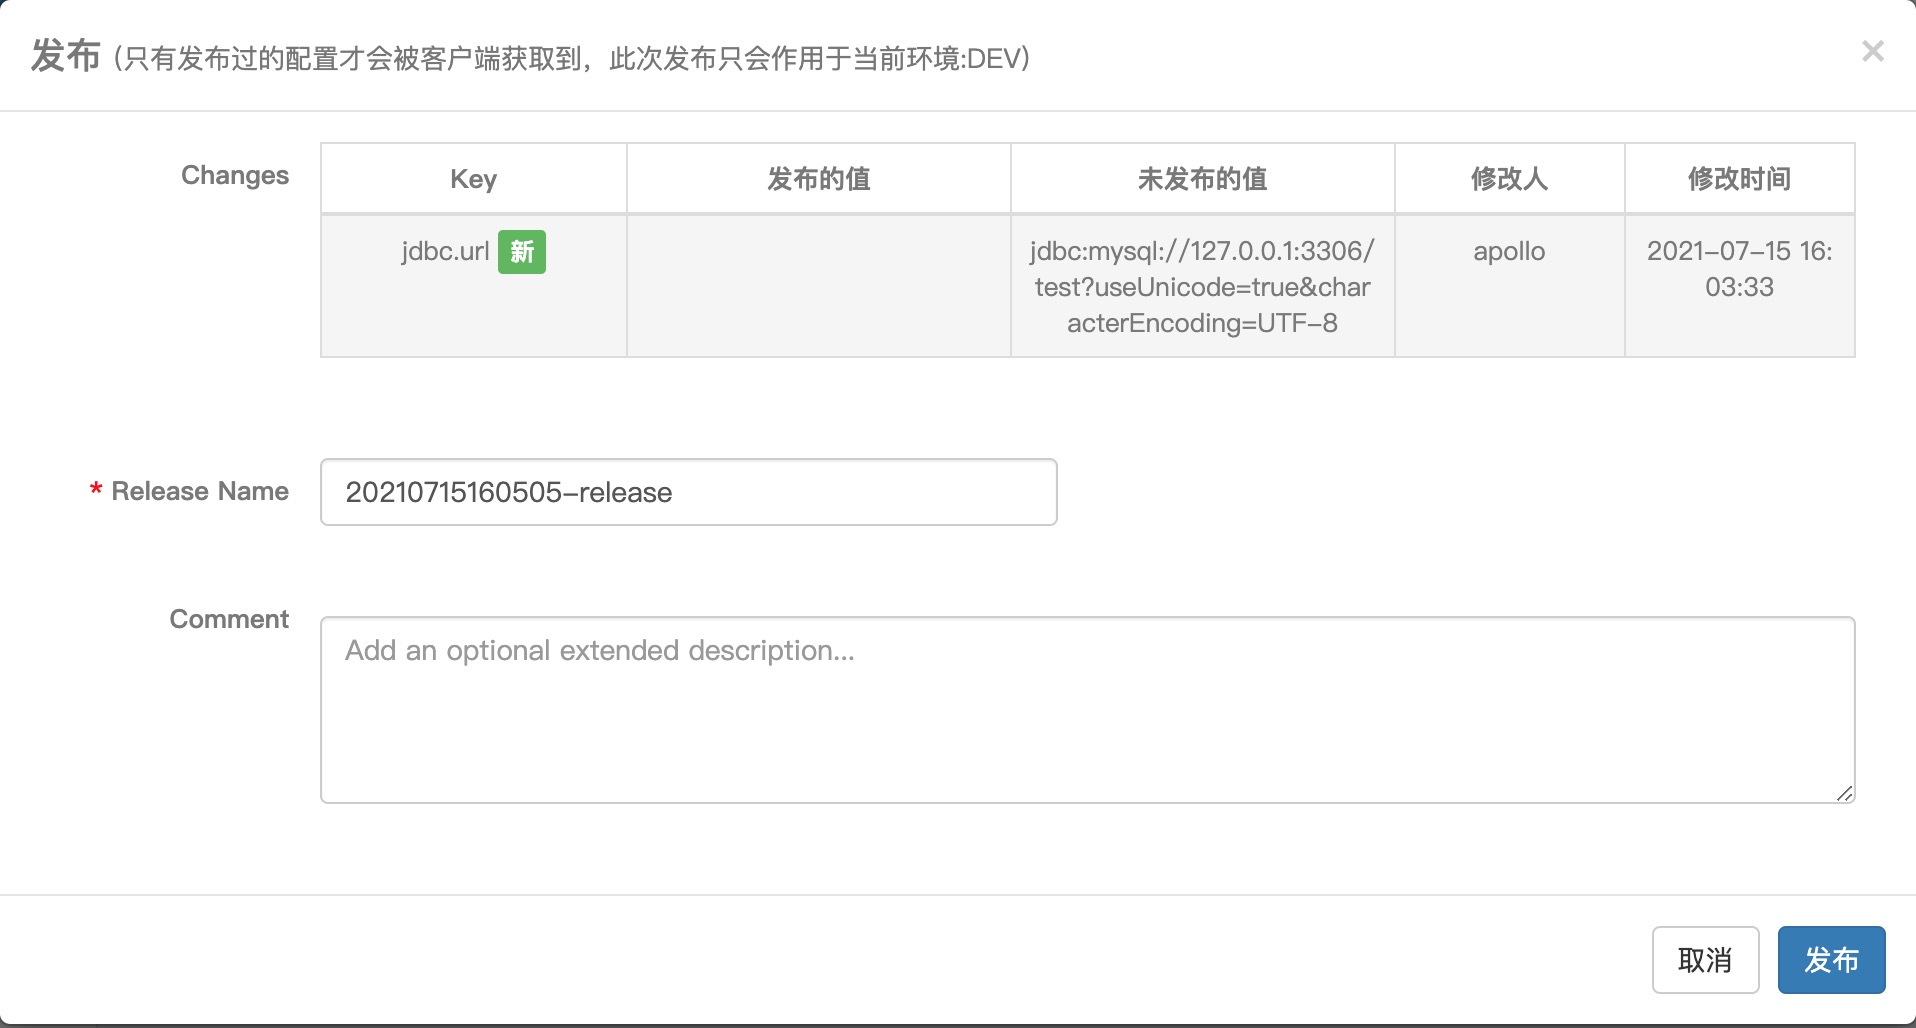 发布 (只有发布过的配置才会被客户端获取到，此次发布只会作用于当前环境:DEV)
×
Changes
Key 发布的值 未发布的值 修改人 修改时间
jdbc.url 新 jdbc:mysql://127.0.0.1:3306/ apollo 2021-07-15 16:
test?useUnicode=true&char 03:33
acterEncoding=UTF-8
* Release Name 20210715160505-release
Comment
Add an optional extended description...
取消 发布